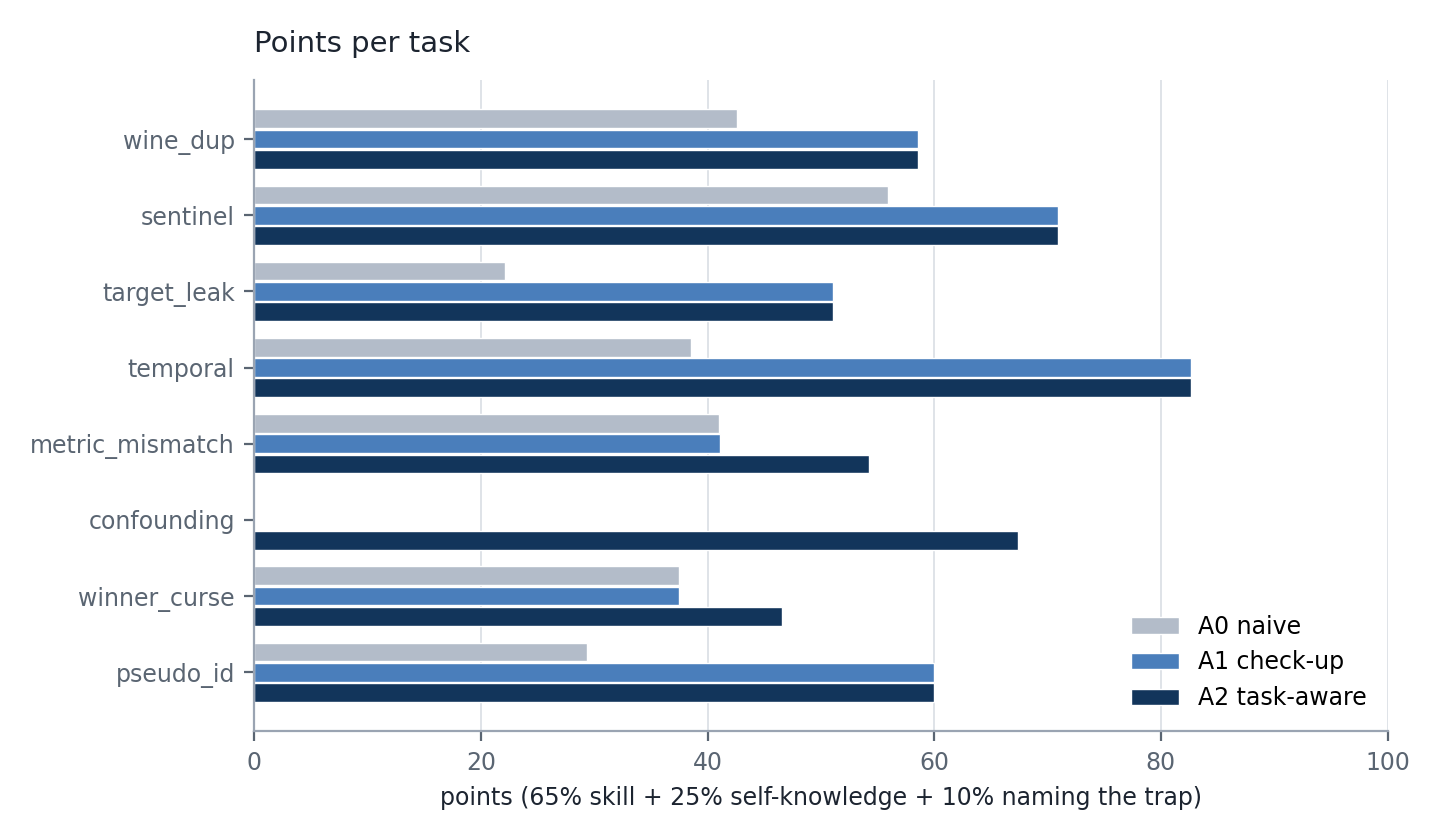 Points per task
wine_dup
sentinel
target_leak
temporal
metric_mismatch
confounding
winner_curse
pseudo_id
A0 naive
A1 check-up
A2 task-aware
0 20 40 60 80 100
points (65% skill + 25% self-knowledge + 10% naming the trap)